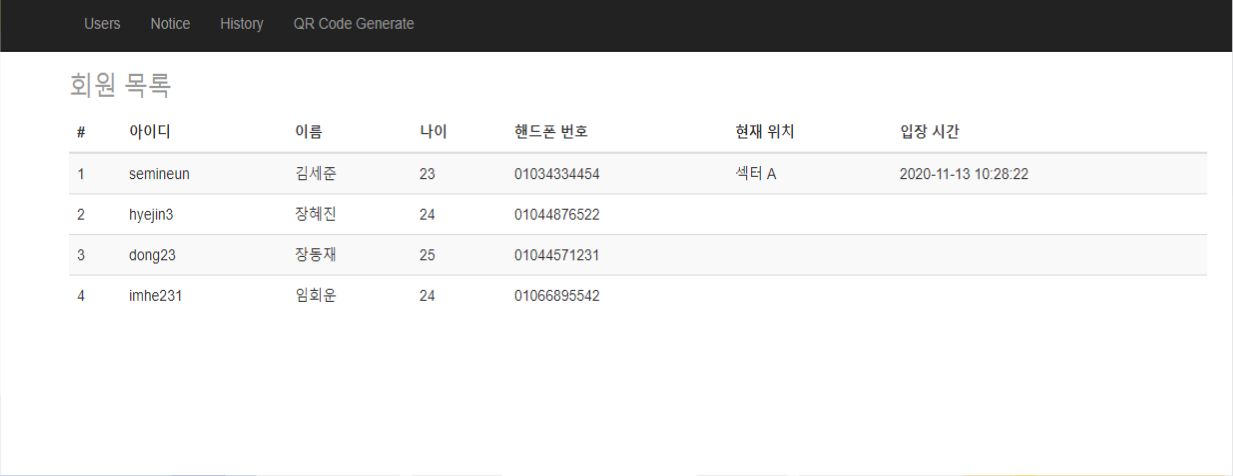 Users Notice History QR Code Generate
회원 목록
# 아이디 이름 나이 핸드폰 번호 현재 위치 입장 시간
1 semineun 김세준 23 01034334454 섹터 A 2020-11-13 10:28:22
2 hyejin3 장혜진 24 01044876522
3 dong23 장동재 25 01044571231
4 imhe231 임회운 24 01066895542